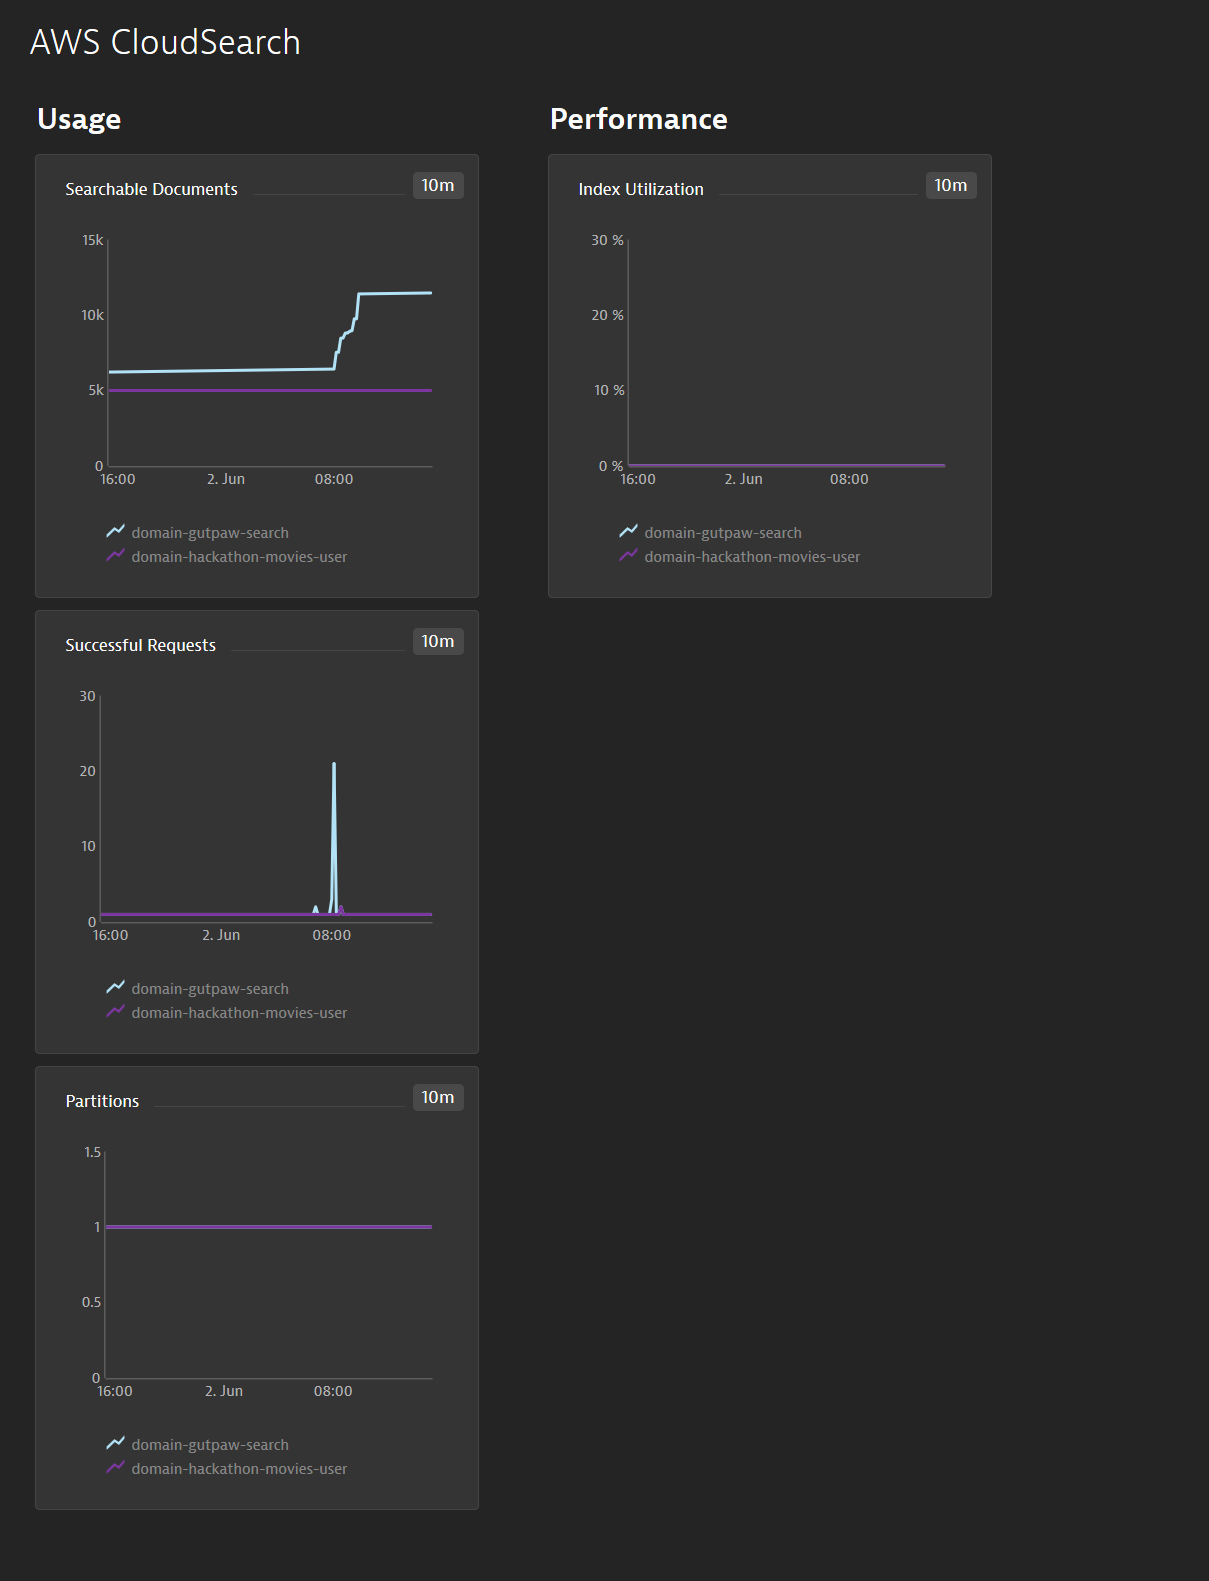 AWS CloudSearch
Usage
Searchable Documents
10m
15k
10k
5k
0
16:00 2. Jun 08:00
domain-gutpaw-search
domain-hackathon-movies-user
Successful Requests
10m
30
20
10
0
16:00 2. Jun 08:00
domain-gutpaw-search
domain-hackathon-movies-user
Partitions
10m
1.5
1
0.5
0
16:00 2. Jun 08:00
domain-gutpaw-search
domain-hackathon-movies-user
Performance
Index Utilization
10m
30 %
20 %
10 %
0 %
16:00 2. Jun 08:00
domain-gutpaw-search
domain-hackathon-movies-user